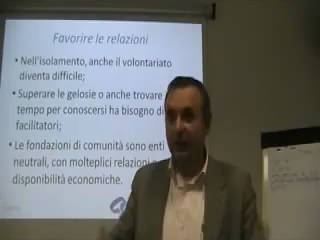 Favorire le relazioni
• Nell'isolamento, anche il volontariato
diventa difficile;
• Superare le gelosie o anche trovare
tempo per conoscersi ha bisogno di
facilitatori;
• Le fondazioni di comunità sono enti
neutrali, con molteplici relazioni
disponibilità economiche.